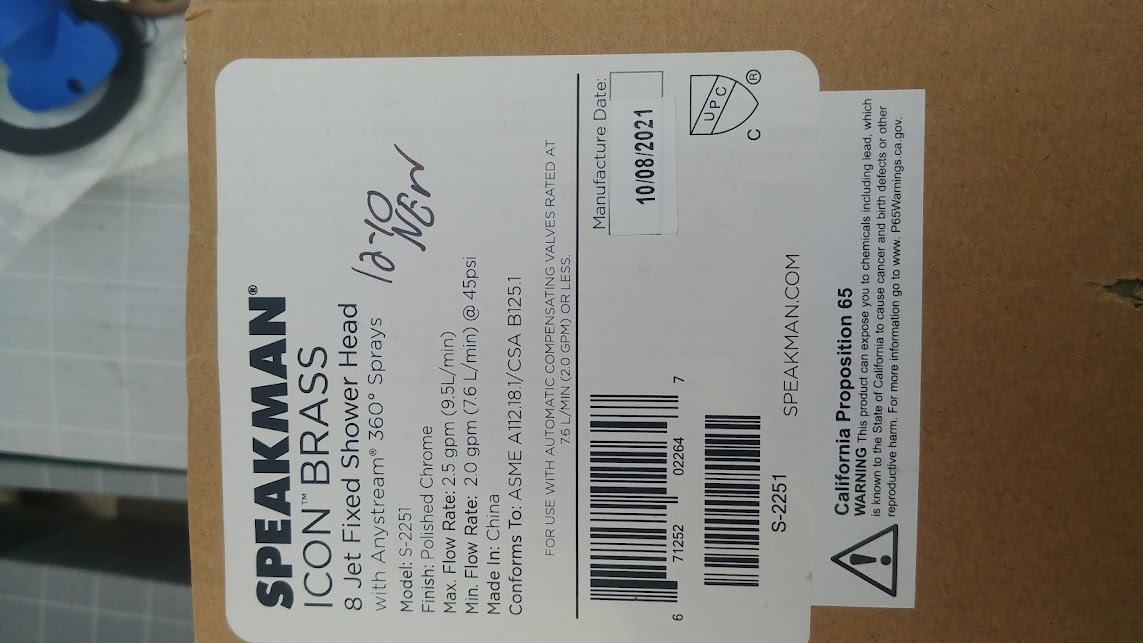 SPEAKMAN®
ICON™ BRASS
8 Jet Fixed Shower Head
with Anystream® 360° Sprays
12-10
NEW
Model: S-2251
Finish: Polished Chrome
Max. Flow Rate: 2.5 gpm (9.5L/min)
Min. Flow Rate: 2.0 gpm (7.6 L/min) @ 45psi
Made In: China
Conforms To: ASME A112.18.1/CSA B125.1
FOR USE WITH AUTOMATIC COMPENSATING VALVES RATED AT
7.6 L/MIN (2.0 GPM) OR LESS.
6 71252 02264 7
S-2251
Manufacture Date:
10/08/2021
UPC®
C
SPEAKMAN.COM
California Proposition 65
WARNING This product can expose you to chemicals including lead, which
is known to the State of California to cause cancer and birth defects or other
reproductive harm. For more information go to www. P65Warnings.ca.gov.